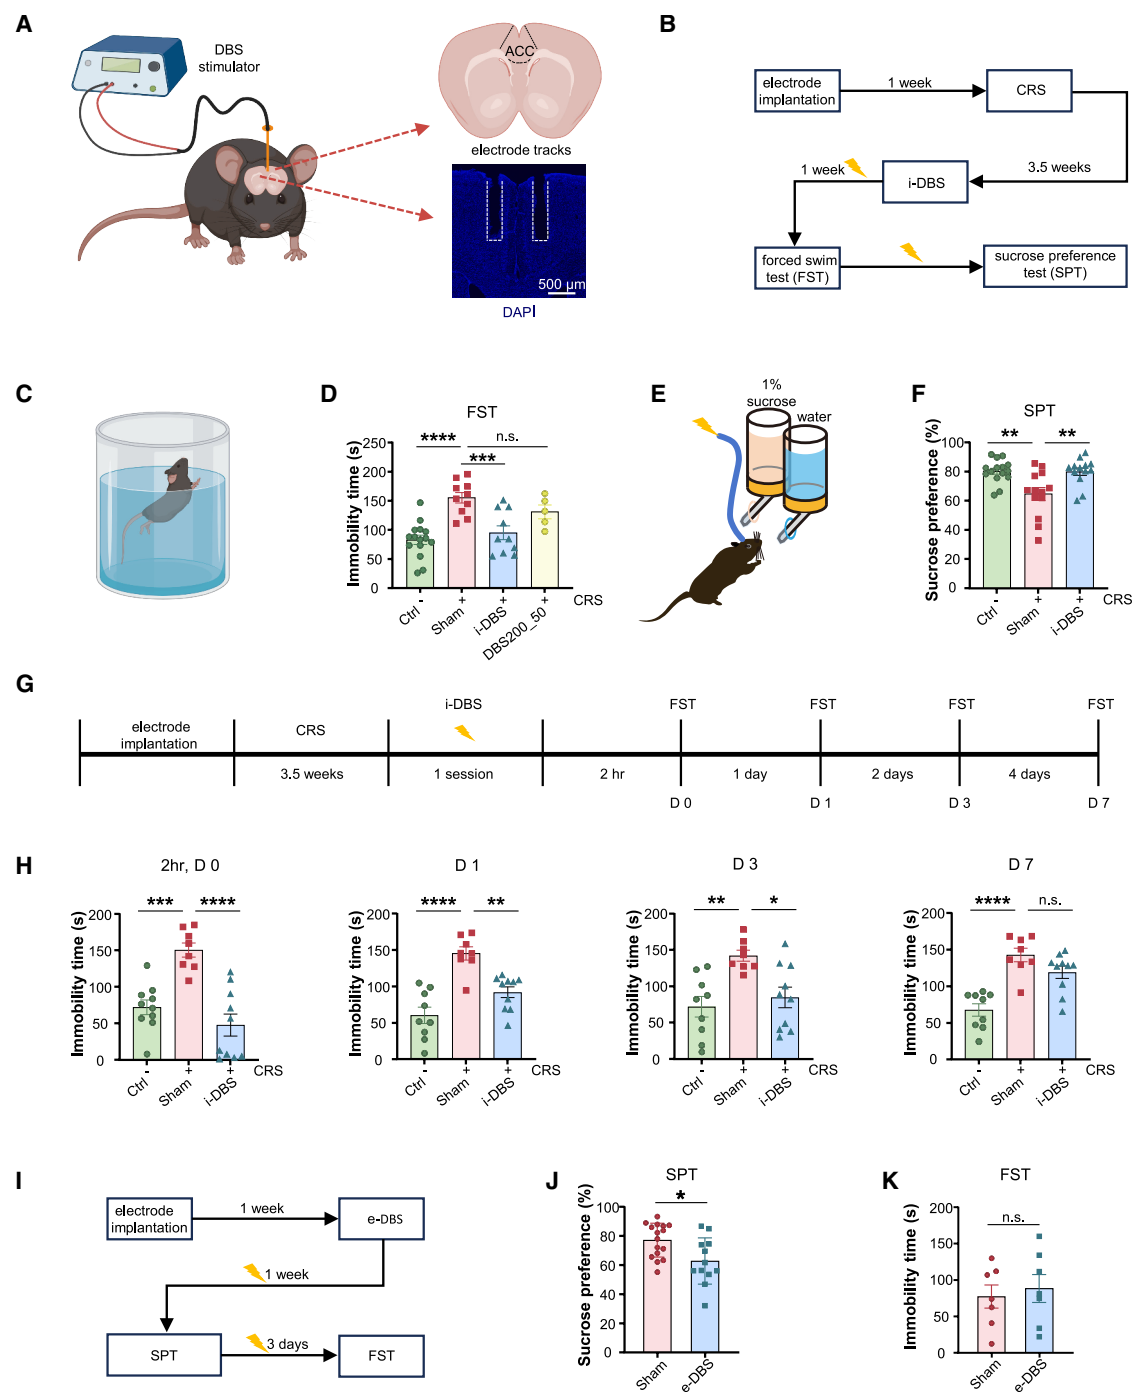 A
DBS
stimulator
ACC
electrode tracks
500 µm
DAPI
B
electrode
implantation
1 week
CRS
3.5 weeks
i-DBS
1 week
forced swim
test (FST)
sucrose preference
test (SPT)
C
D
FST
Immobility time (s)
250
200
150
100
50
0
****
n.s.
***
Ctrl
-
Sham
+
i-DBS
+
DBS200_50
+
CRS
E
1%
sucrose
water
F
SPT
Sucrose preference (%)
100
80
60
40
20
0
**
**
Ctrl
-
Sham
+
i-DBS
+
CRS
G
electrode
implantation
CRS
3.5 weeks
i-DBS
1 session
2 hr
FST
D 0
1 day
FST
D 1
2 days
FST
D 3
4 days
FST
D 7
H
2hr, D 0
Immobility time (s)
200
150
100
50
0
***
****
Ctrl
-
Sham
+
i-DBS
+
CRS
D 1
Immobility time (s)
200
150
100
50
0
****
**
Ctrl
-
Sham
+
i-DBS
+
CRS
D 3
Immobility time (s)
200
150
100
50
0
**
*
Ctrl
-
Sham
+
i-DBS
+
CRS
D 7
Immobility time (s)
200
150
100
50
0
****
n.s.
Ctrl
-
Sham
+
i-DBS
+
CRS
I
electrode
implantation
1 week
e-DBS
1 week
SPT
3 days
FST
J
SPT
Sucrose preference (%)
100
80
60
40
20
0
*
Sham
e-DBS
K
FST
Immobility time (s)
200
150
100
50
0
n.s.
Sham
e-DBS